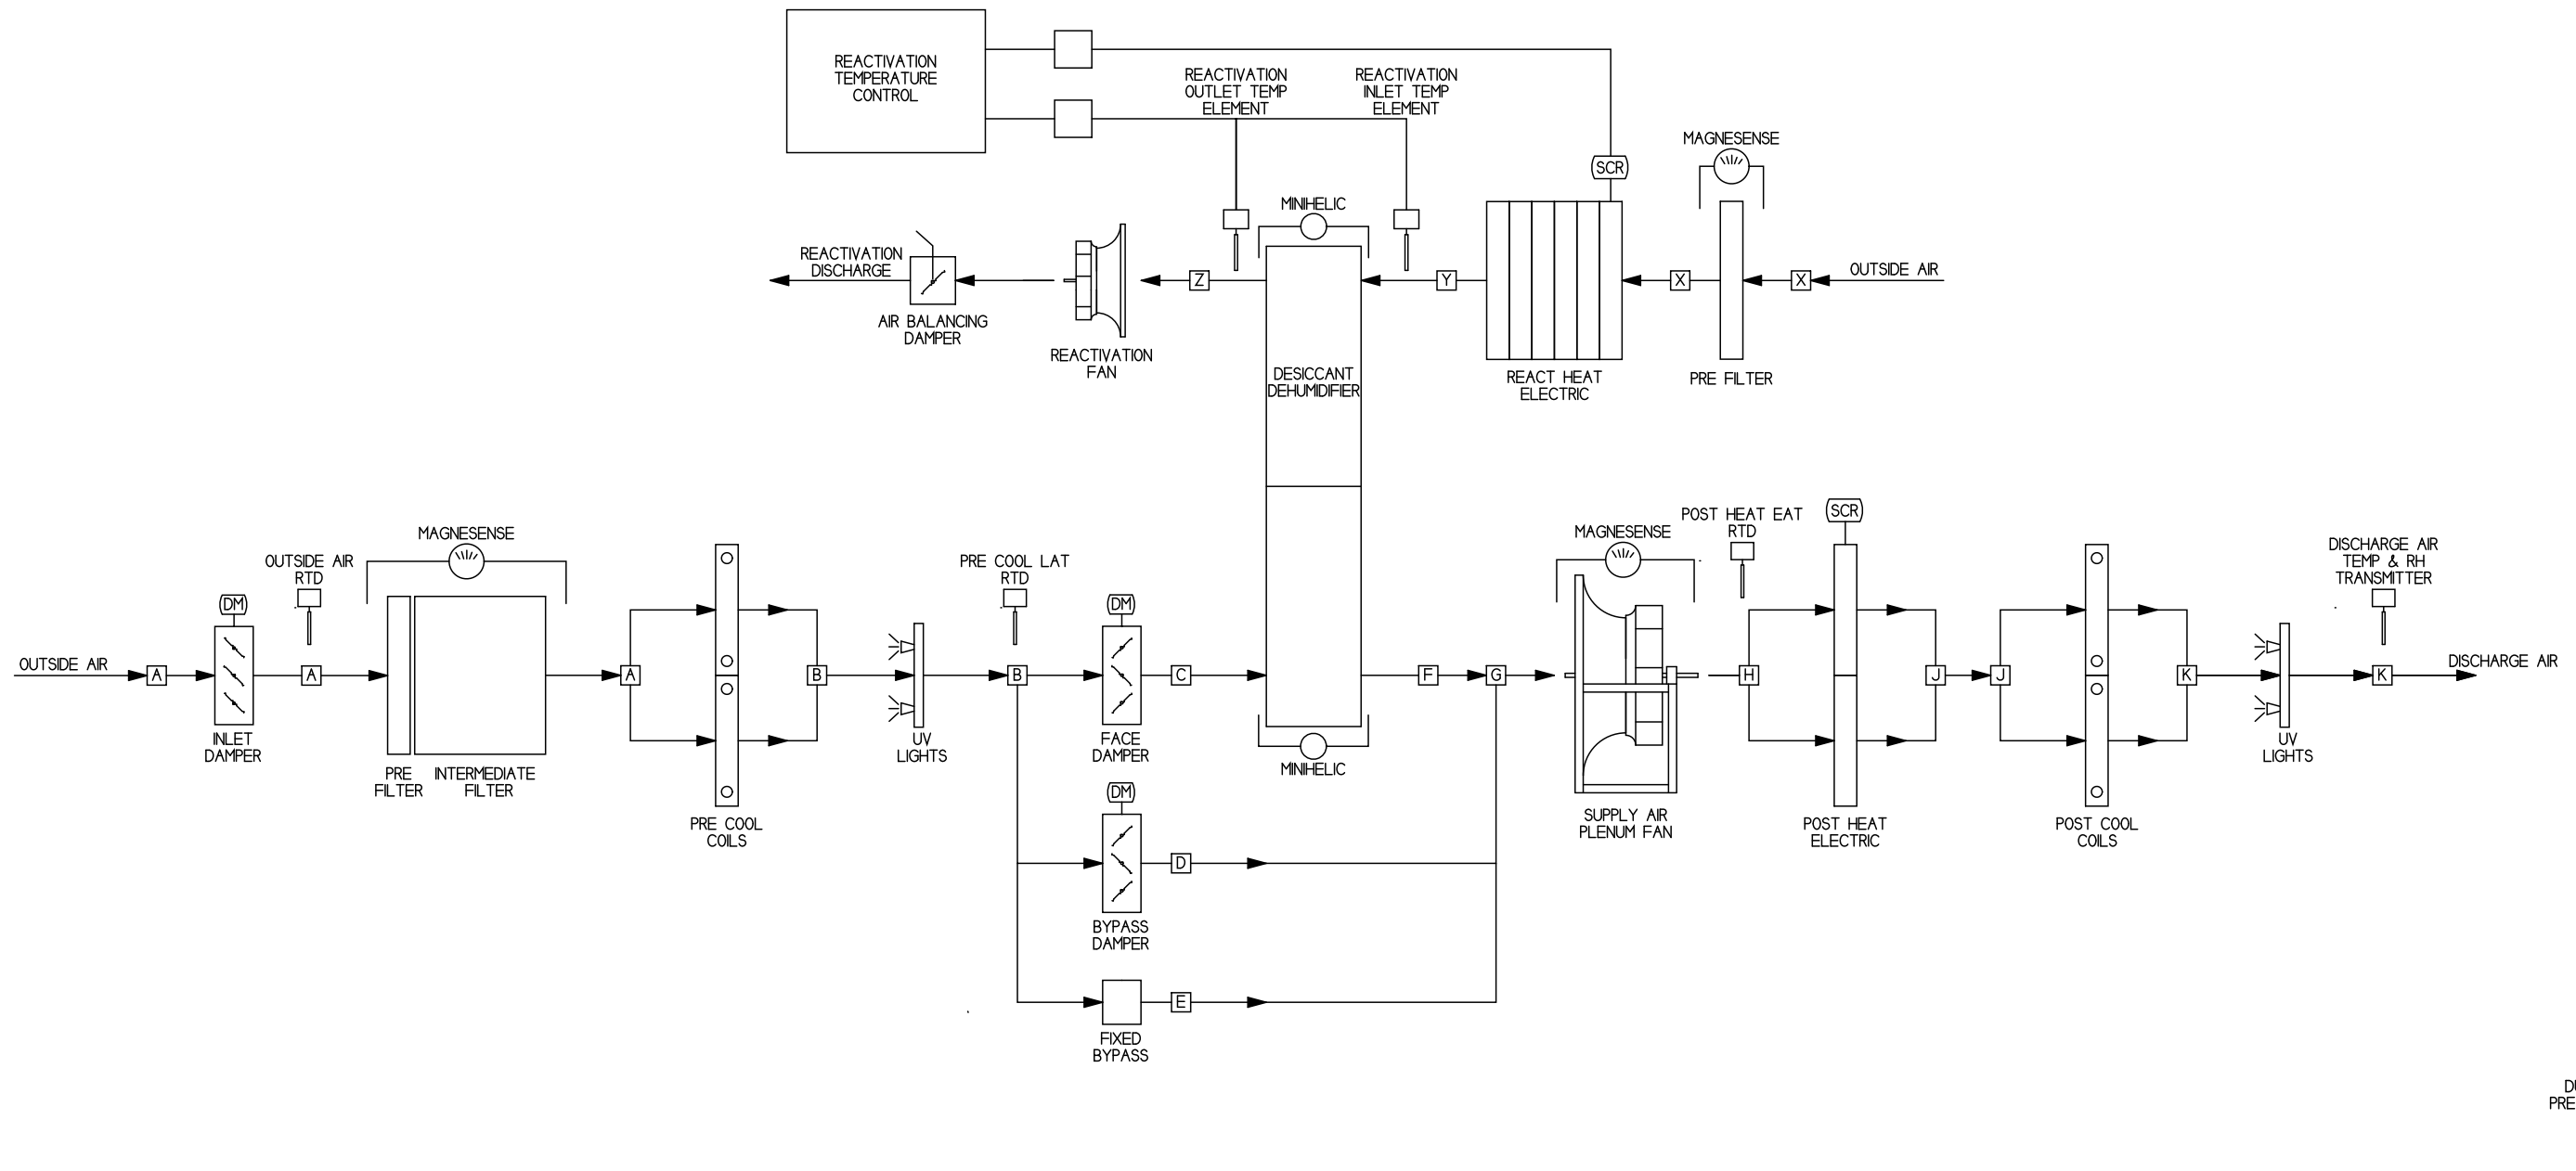 REACTIVATION
TEMPERATURE
CONTROL
REACTIVATION
OUTLET TEMP
ELEMENT
REACTIVATION
INLET TEMP
ELEMENT
MAGNESENSE
SCR
MINIHELIC
REACTIVATION
DISCHARGE
Z
Y
X
X
OUTSIDE AIR
AIR BALANCING
DAMPER
REACTIVATION
FAN
DESICCANT
DEHUMIDIFIER
REACT HEAT
ELECTRIC
PRE FILTER
OUTSIDE AIR
A
DM
INLET
DAMPER
OUTSIDE AIR
RTD
A
MAGNESENSE
PRE
FILTER
INTERMEDIATE
FILTER
A
PRE COOL
COILS
B
UV
LIGHTS
PRE COOL LAT
RTD
B
DM
FACE
DAMPER
C
MINIHELIC
DM
BYPASS
DAMPER
D
FIXED
BYPASS
E
F
G
MAGNESENSE
SUPPLY AIR
PLENUM FAN
POST HEAT EAT
RTD
H
SCR
POST HEAT
ELECTRIC
J
J
POST COOL
COILS
K
UV
LIGHTS
DISCHARGE AIR
TEMP & RH
TRANSMITTER
K
DISCHARGE AIR
PRE